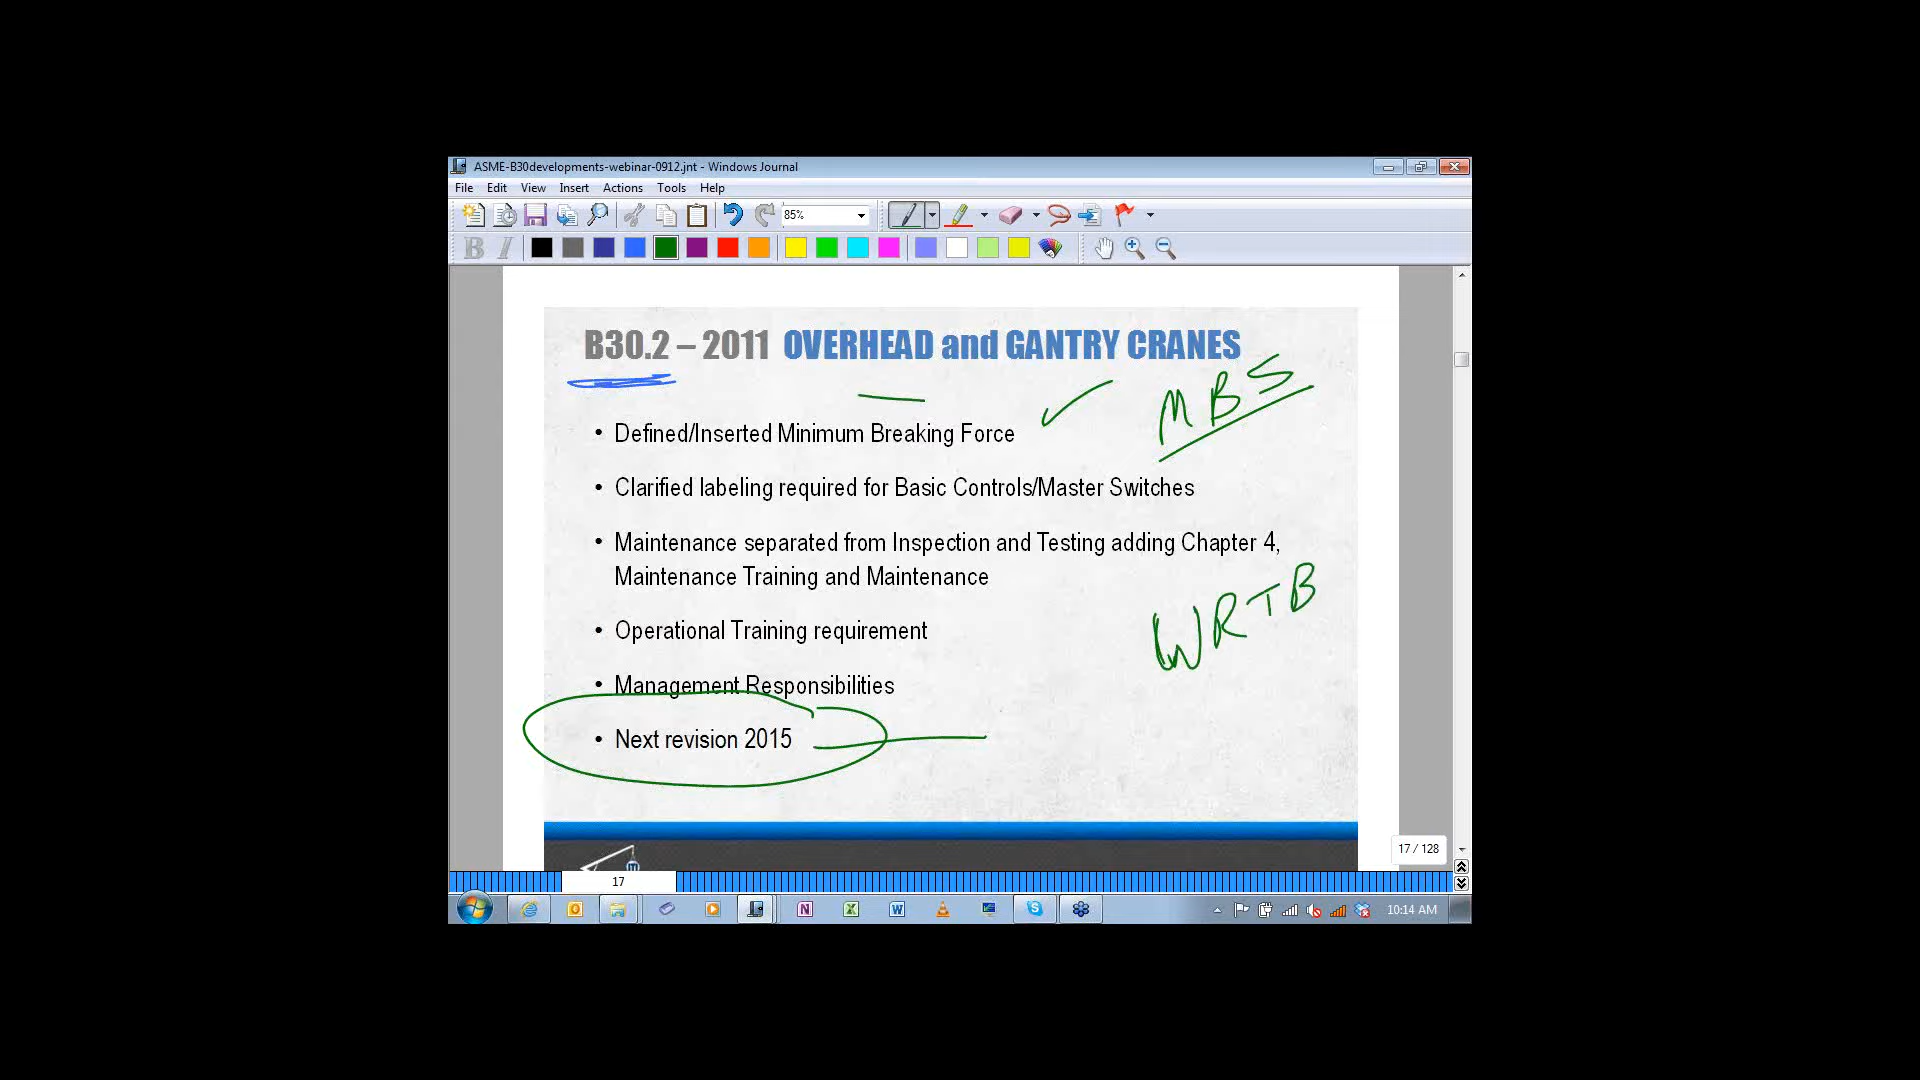 ASME-B30developments-webinar-0912.jnt - Windows Journal
File Edit View Insert Actions Tools Help
85%
B I
B30.2 – 2011 OVERHEAD and GANTRY CRANES
MBS
• Defined/Inserted Minimum Breaking Force
• Clarified labeling required for Basic Controls/Master Switches
• Maintenance separated from Inspection and Testing adding Chapter 4,
Maintenance Training and Maintenance
WRTB
• Operational Training requirement
• Management Responsibilities
• Next revision 2015
17 / 128
17
10:14 AM